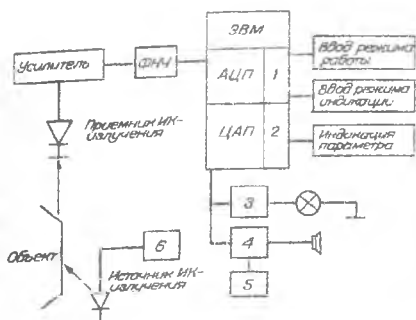 ЭВМ
Усилитель
ФНЧ
АЦП
1
ЦАП
2
Ввод режима
работы
Ввод режима
индикации
Индикация
параметра
Приемник ИК-
излучения
3
4
5
6
Объект
Источник ИК-
излучения